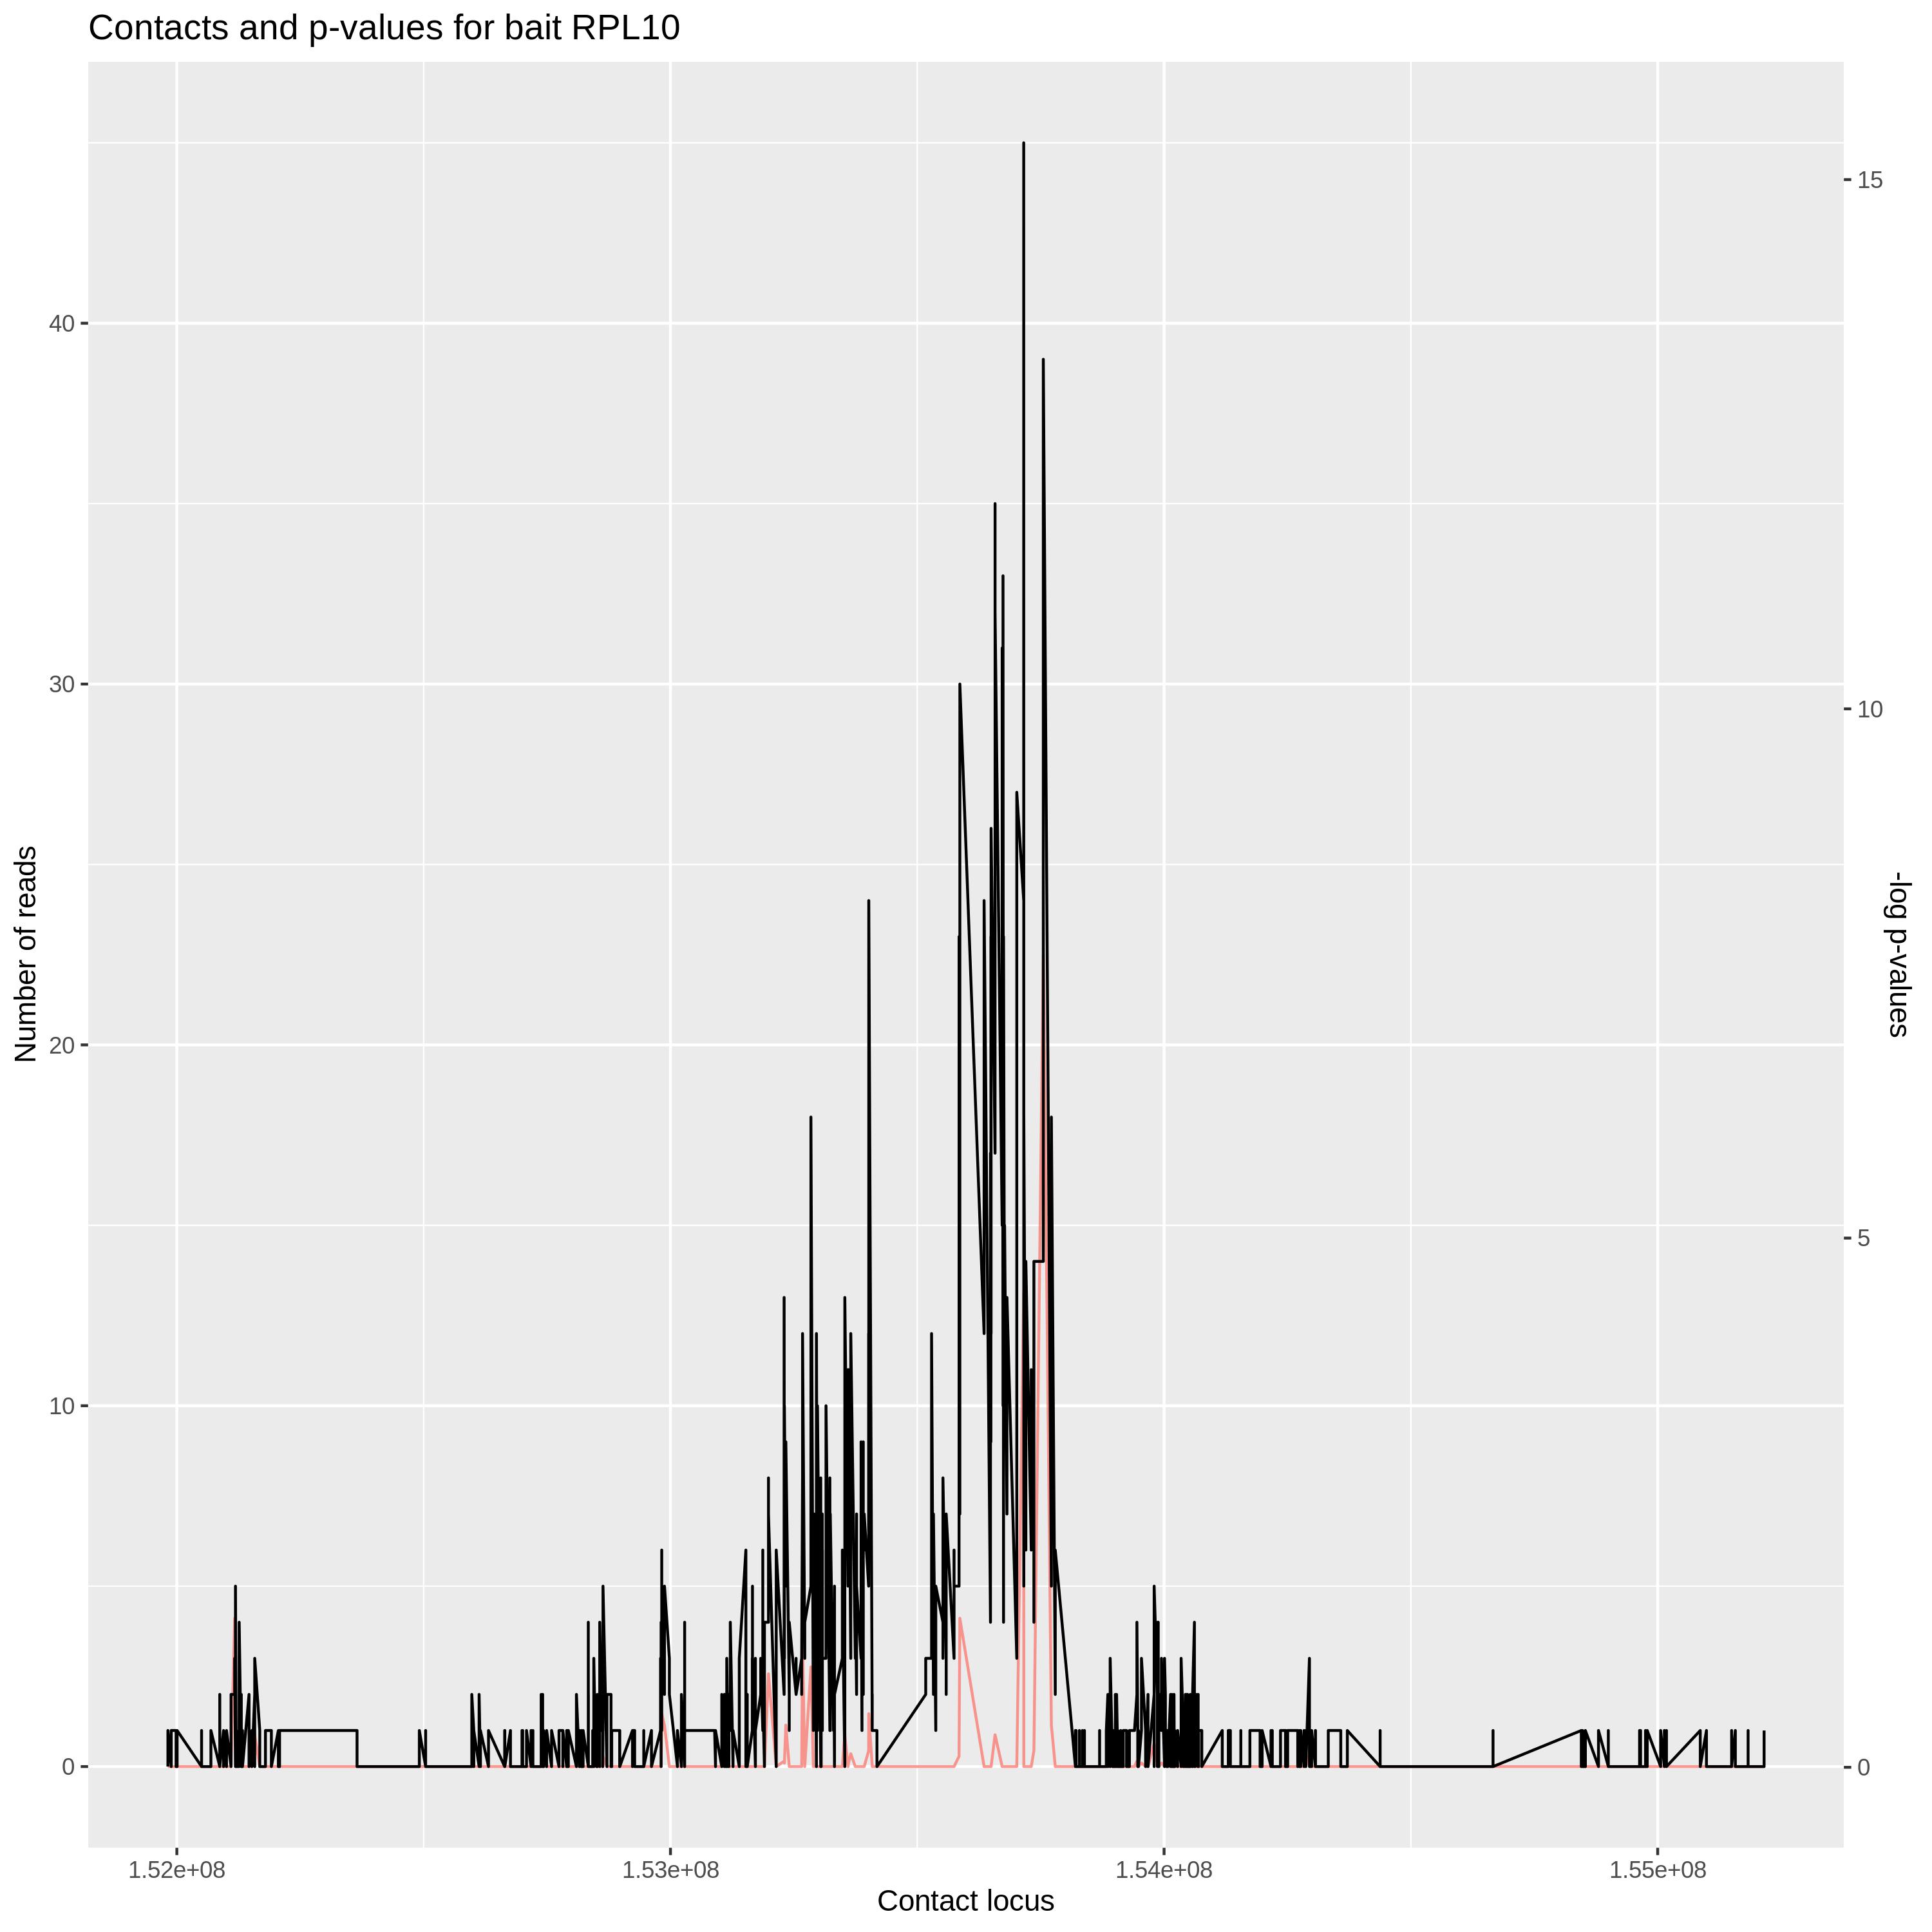 Contacts and p-values for bait RPL10
Number of reads
40
30
20
10
0
15
10
5
0
-log p-values
1.52e+08
1.53e+08
1.54e+08
1.55e+08
Contact locus